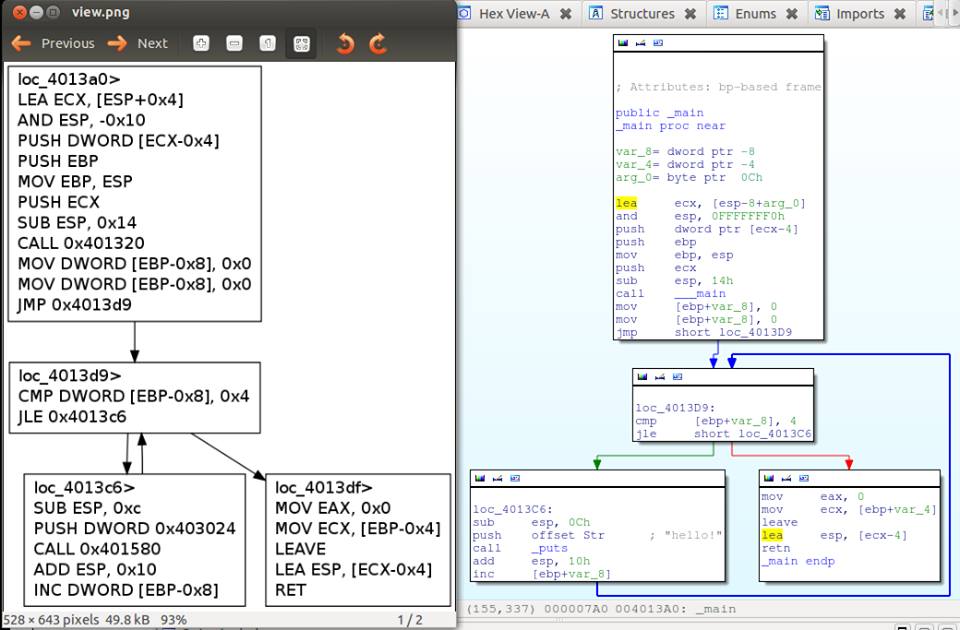 view.png
Previous Next
loc_4013a0>
LEA ECX, [ESP+0x4]
AND ESP, -0x10
PUSH DWORD [ECX-0x4]
PUSH EBP
MOV EBP, ESP
PUSH ECX
SUB ESP, 0x14
CALL 0x401320
MOV DWORD [EBP-0x8], 0x0
MOV DWORD [EBP-0x8], 0x0
JMP 0x4013d9
loc_4013d9>
CMP DWORD [EBP-0x8], 0x4
JLE 0x4013c6
loc_4013c6>
SUB ESP, 0xc
PUSH DWORD 0x403024
CALL 0x401580
ADD ESP, 0x10
INC DWORD [EBP-0x8]
loc_4013df>
MOV EAX, 0x0
MOV ECX, [EBP-0x4]
LEAVE
LEA ESP, [ECX-0x4]
RET
528 × 643 pixels 49.8 kB 93% 1 / 2
Hex View-A Structures Enums Imports
; Attributes: bp-based frame
public _main
_main proc near
var_8= dword ptr -8
var_4= dword ptr -4
arg_0= byte ptr 0Ch
lea ecx, [esp-8+arg_0]
and esp, 0FFFFFFF0h
push dword ptr [ecx-4]
push ebp
mov ebp, esp
push ecx
sub esp, 14h
call ___main
mov [ebp+var_8], 0
mov [ebp+var_8], 0
jmp short loc_4013D9
loc_4013D9:
cmp [ebp+var_8], 4
jle short loc_4013C6
loc_4013C6:
sub esp, 0Ch
push offset Str ; "hello!"
call _puts
add esp, 10h
inc [ebp+var_8]
mov eax, 0
mov ecx, [ebp+var_4]
leave
lea esp, [ecx-4]
retn
_main endp
(155,337) 000007A0 004013A0: _main